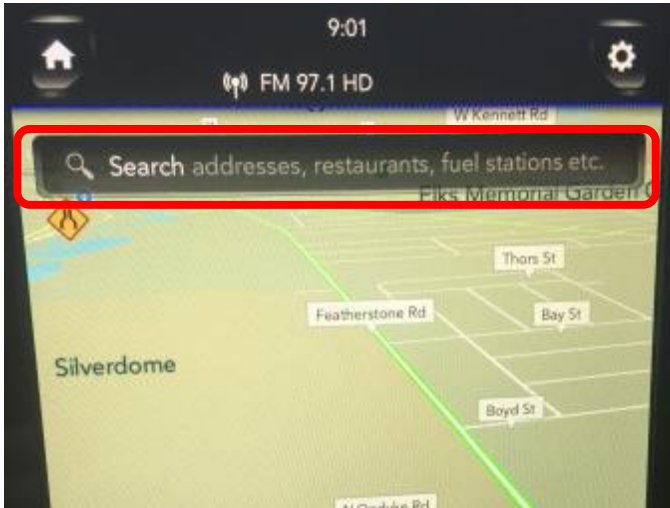 9:01
FM 97.1 HD
W Kennett Rd
Search addresses, restaurants, fuel stations etc.
Elks Memorial Garden
Thors St
Featherstone Rd
Bay St
Silverdome
Boyd St
Rd